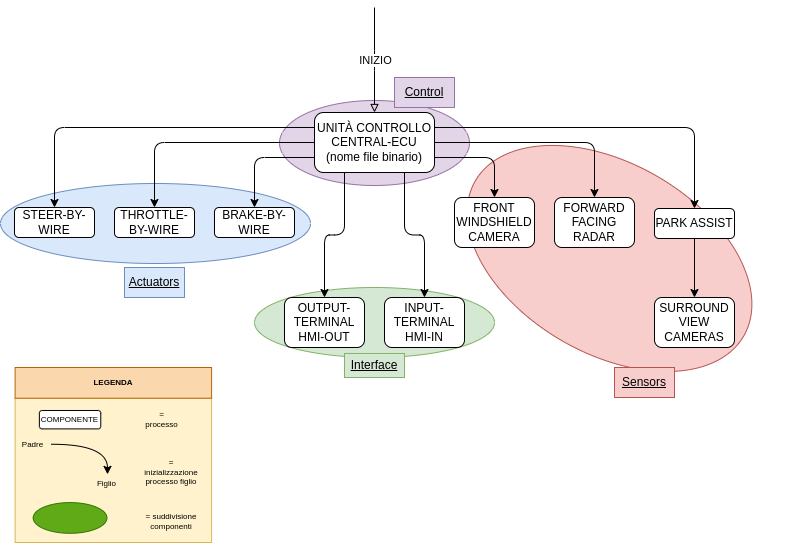 INIZIO
Control
UNITÀ CONTROLLO
CENTRAL-ECU
(nome file binario)
STEER-BY-
WIRE
THROTTLE-
BY-WIRE
BRAKE-BY-
WIRE
FRONT
WINDSHIELD
CAMERA
FORWARD
FACING
RADAR
PARK ASSIST
Actuators
OUTPUT-
TERMINAL
HMI-OUT
INPUT-
TERMINAL
HMI-IN
SURROUND
VIEW
CAMERAS
Interface
Sensors
LEGENDA
COMPONENTE
=
processo
Padre
Figlio
=
inizializzazione
processo figlio
= suddivisione
componenti